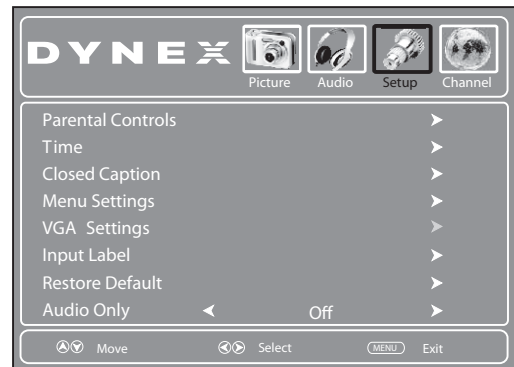 DYNEX
Picture Audio Setup Channel
Parental Controls
Time
Closed Caption
Menu Settings
VGA Settings
Input Label
Restore Default
Audio Only Off
Move Select MENU Exit